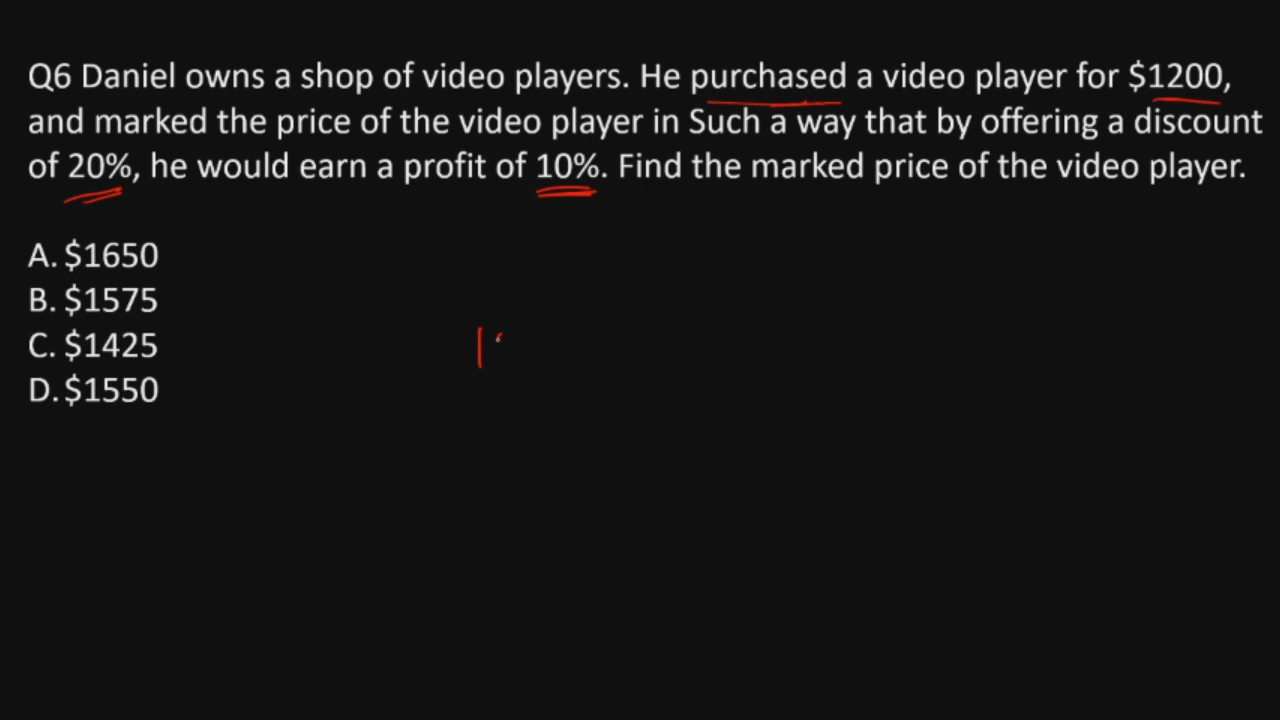 Q6 Daniel owns a shop of video players. He purchased a video player for $1200,
and marked the price of the video player in Such a way that by offering a discount
of 20%, he would earn a profit of 10%. Find the marked price of the video player.
A. $1650
B. $1575
C. $1425
D. $1550